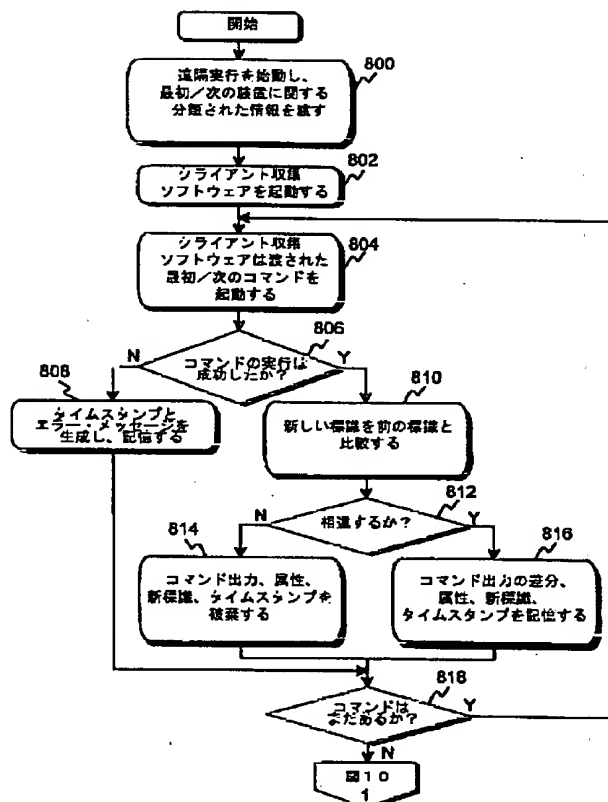 開始
800
遠隔実行を始動し、
最初／次の装置に関する
分類された情報を渡す
802
クライアント収集
ソフトウェアを起動する
804
クライアント収集
ソフトウェアは渡された
最初／次のコマンドを
起動する
806
コマンドの実行は
成功したか？
N
Y
808
タイムスタンプと
エラー・メッセージを
生成し、記憶する
810
新しい標識を前の標識と
比較する
812
相違するか？
N
Y
814
コマンド出力、属性、
新標識、タイムスタンプを
破棄する
816
コマンド出力の差分、
属性、新標識、
タイムスタンプを記憶する
818
コマンドは
まだあるか？
Y
N
図１０
1